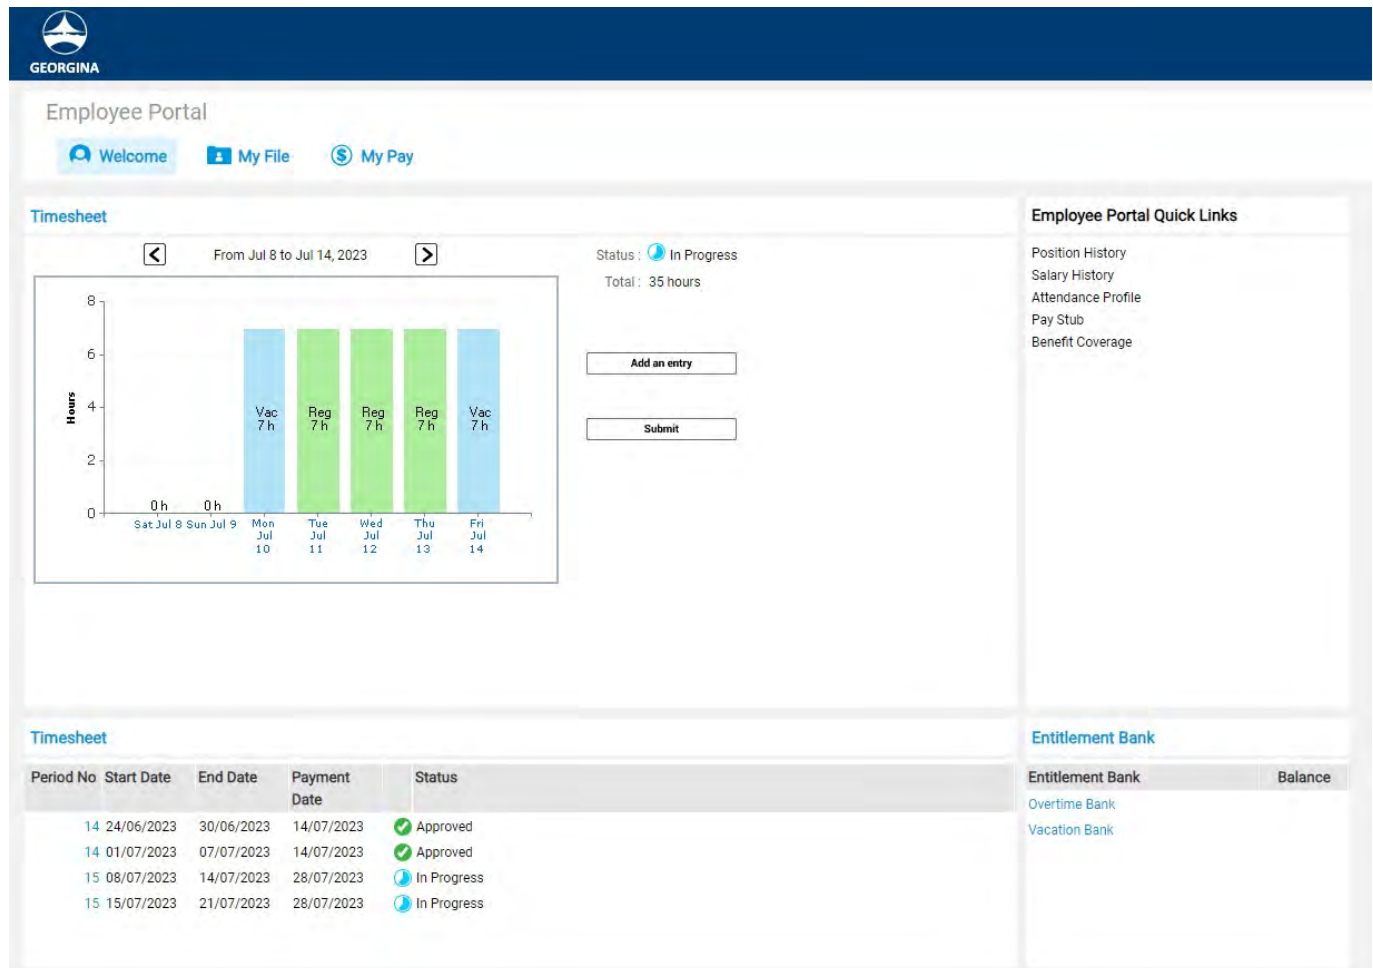 GEORGINA
Employee Portal
Welcome My File My Pay
Timesheet
From Jul 8 to Jul 14, 2023
Status : In Progress
Total : 35 hours
Add an entry
Submit
Hours
8
6
4
2
0
0 h 0 h Vac 7 h Reg 7 h Reg 7 h Reg 7 h Vac 7 h
Sat Jul 8 Sun Jul 9 Mon Jul 10 Tue Jul 11 Wed Jul 12 Thu Jul 13 Fri Jul 14
Employee Portal Quick Links
Position History
Salary History
Attendance Profile
Pay Stub
Benefit Coverage
Timesheet
Period No Start Date End Date Payment Date Status
14 24/06/2023 30/06/2023 14/07/2023 Approved
14 01/07/2023 07/07/2023 14/07/2023 Approved
15 08/07/2023 14/07/2023 28/07/2023 In Progress
15 15/07/2023 21/07/2023 28/07/2023 In Progress
Entitlement Bank
Entitlement Bank Balance
Overtime Bank
Vacation Bank